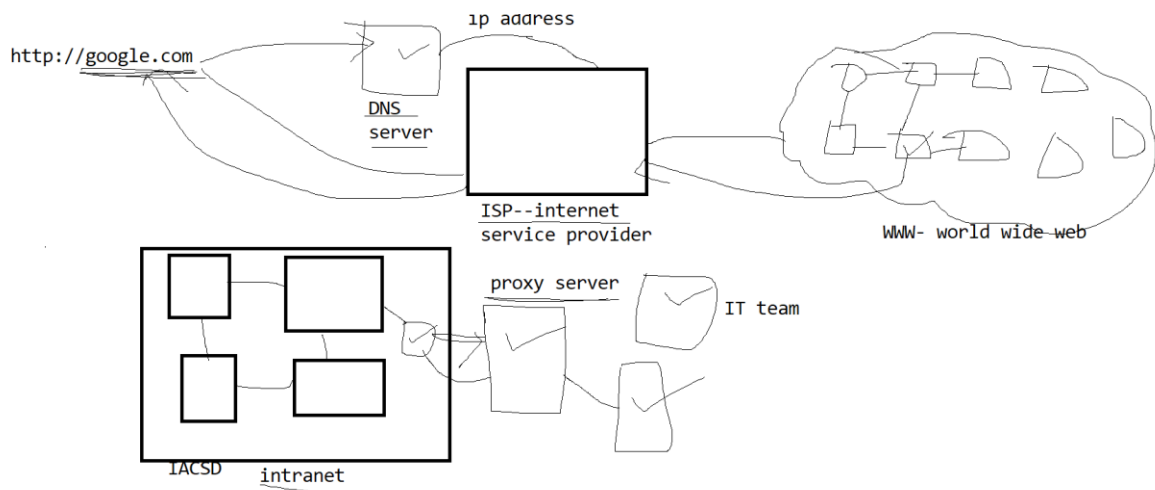 ip address
http://google.com
DNS
server
ISP--internet
service provider
WWW- world wide web
proxy server
IT team
IACSD
intranet